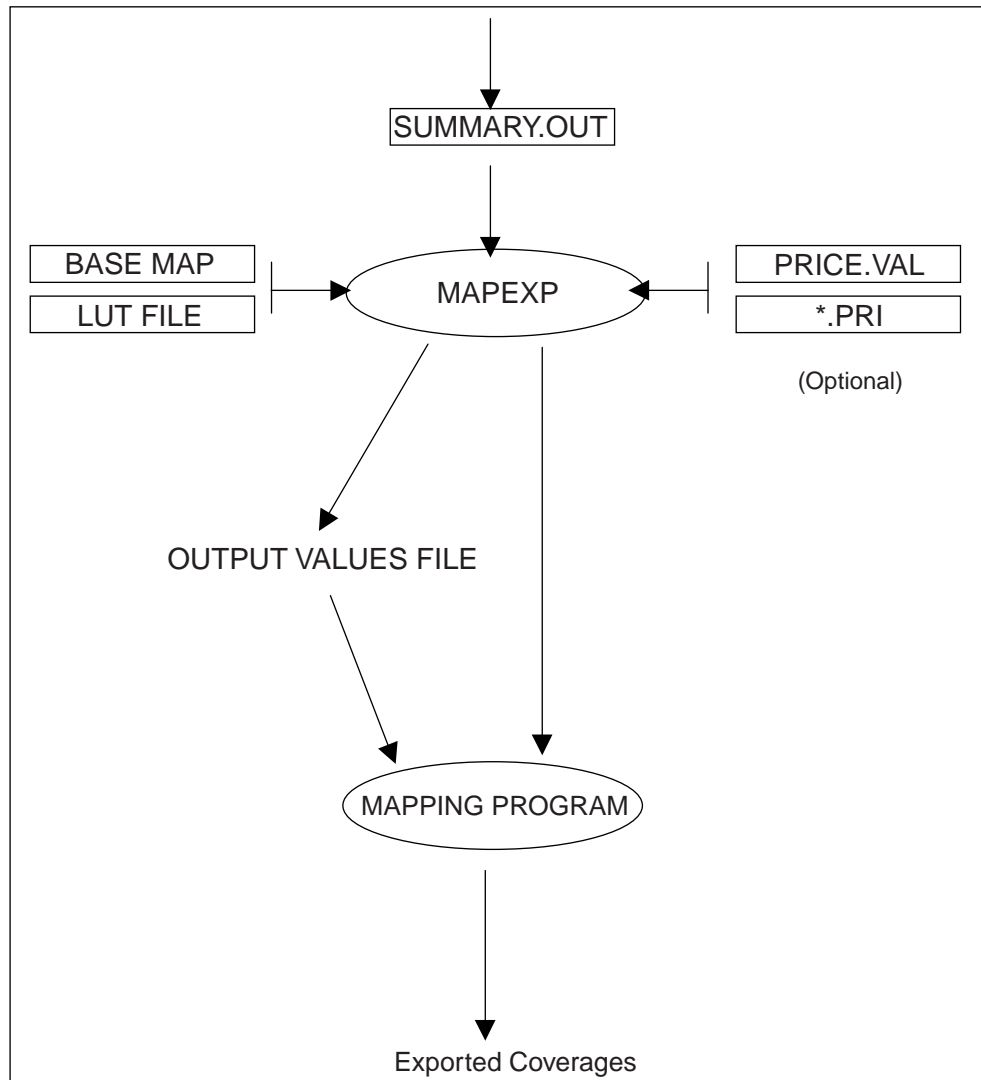 SUMMARY.OUT
BASE MAP
LUT FILE
MAPEXP
PRICE.VAL
*.PRI
(Optional)
OUTPUT VALUES FILE
MAPPING PROGRAM
Exported Coverages